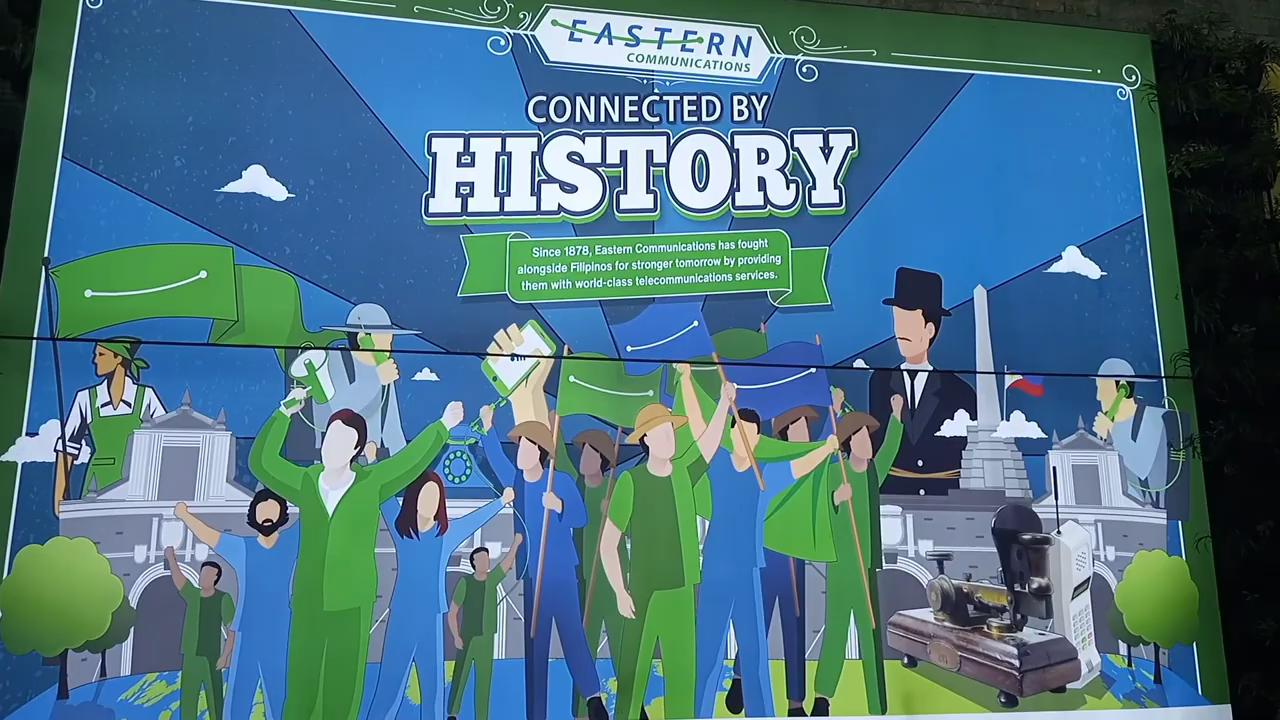 EASTERN
COMMUNICATIONS
CONNECTED BY
HISTORY
Since 1878, Eastern Communications has fought
alongside Filipinos for stronger tomorrow by providing
them with world-class telecommunications services.